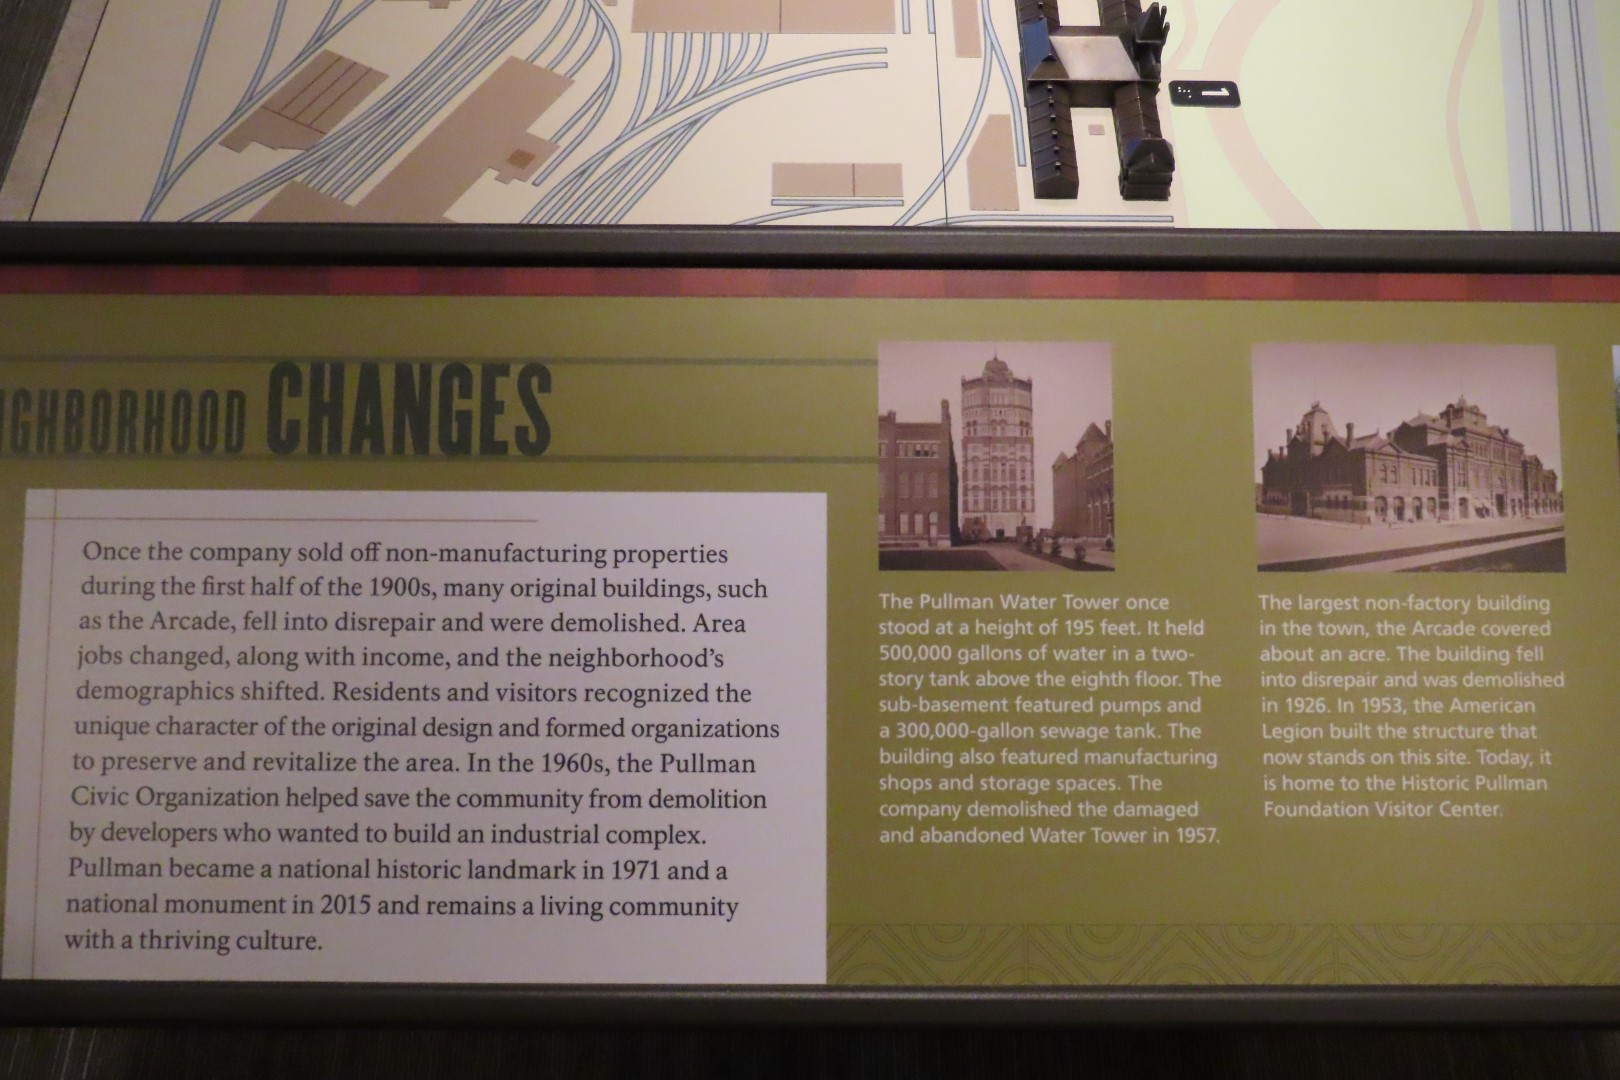 1
IGHBORHOOD CHANGES
Once the company sold off non-manufacturing properties
during the first half of the 1900s, many original buildings, such
as the Arcade, fell into disrepair and were demolished. Area
jobs changed, along with income, and the neighborhood's
demographics shifted. Residents and visitors recognized the
unique character of the original design and formed organizations
to preserve and revitalize the area. In the 1960s, the Pullman
Civic Organization helped save the community from demolition
by developers who wanted to build an industrial complex.
Pullman became a national historic landmark in 1971 and a
national monument in 2015 and remains a living community
with a thriving culture.
The Pullman Water Tower once
stood at a height of 195 feet. It held
500,000 gallons of water in a two-
story tank above the eighth floor. The
sub-basement featured pumps and
a 300,000-gallon sewage tank. The
building also featured manufacturing
shops and storage spaces. The
company demolished the damaged
and abandoned Water Tower in 1957.
The largest non-factory building
in the town, the Arcade covered
about an acre. The building fell
into disrepair and was demolished
in 1926. In 1953, the American
Legion built the structure that
now stands on this site. Today, it
is home to the Historic Pullman
Foundation Visitor Center.